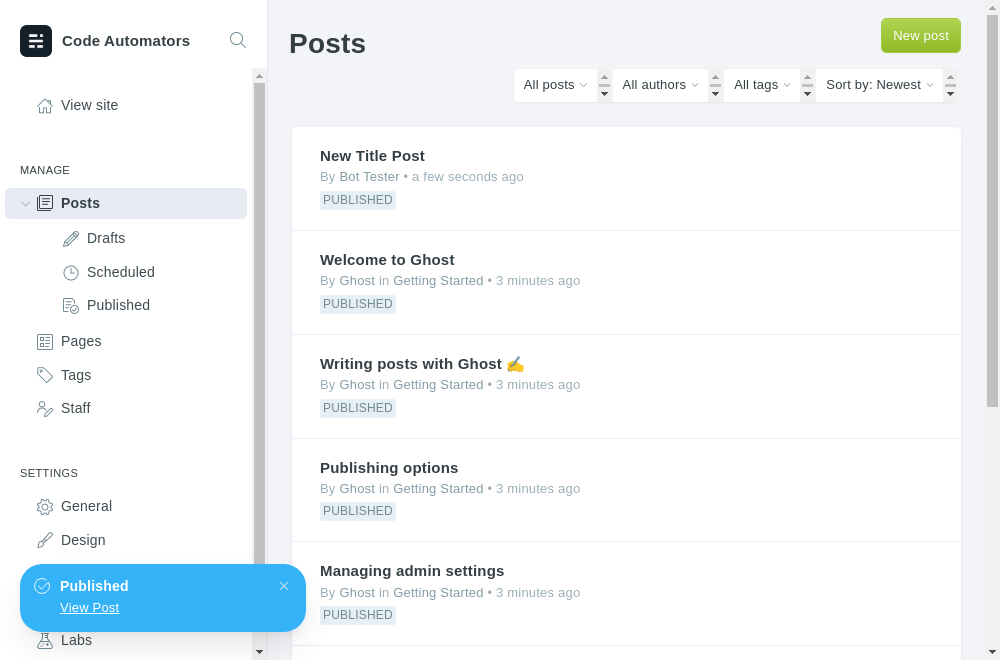 Code Automators
View site
MANAGE
Posts
Drafts
Scheduled
Published
Pages
Tags
Staff
SETTINGS
General
Design
Published
View Post
Labs
Posts
New post
All posts
All authors
All tags
Sort by: Newest
New Title Post
By Bot Tester • a few seconds ago
PUBLISHED
Welcome to Ghost
By Ghost in Getting Started • 3 minutes ago
PUBLISHED
Writing posts with Ghost ✍️
By Ghost in Getting Started • 3 minutes ago
PUBLISHED
Publishing options
By Ghost in Getting Started • 3 minutes ago
PUBLISHED
Managing admin settings
By Ghost in Getting Started • 3 minutes ago
PUBLISHED